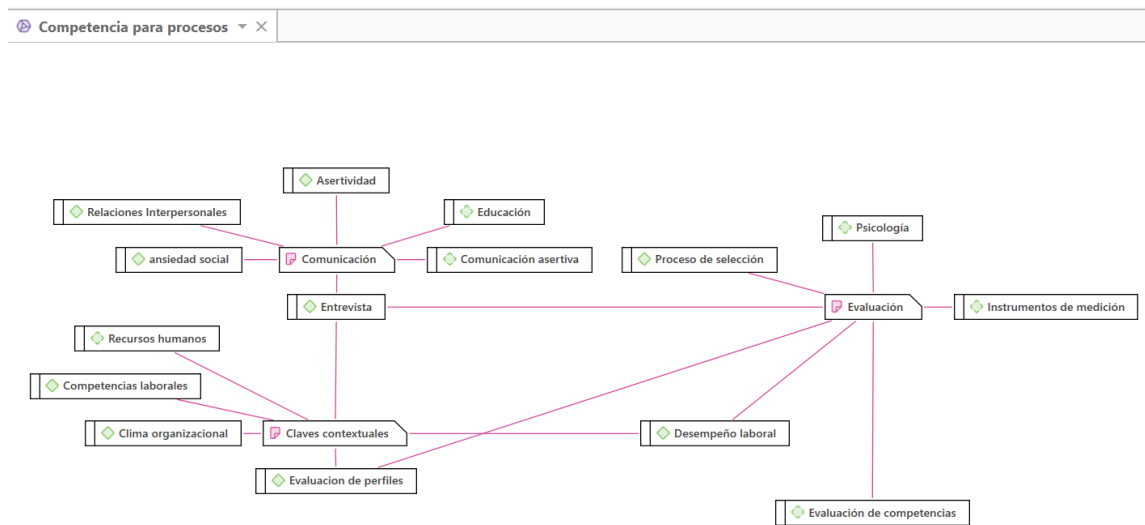 Competencia para procesos
Asertividad
Relaciones Interpersonales
Educación
Psicología
ansiedad social
Comunicación
Comunicación asertiva
Proceso de selección
Entrevista
Evaluación
Instrumentos de medición
Recursos humanos
Competencias laborales
Clima organizacional
Claves contextuales
Desempeño laboral
Evaluacion de perfiles
Evaluación de competencias